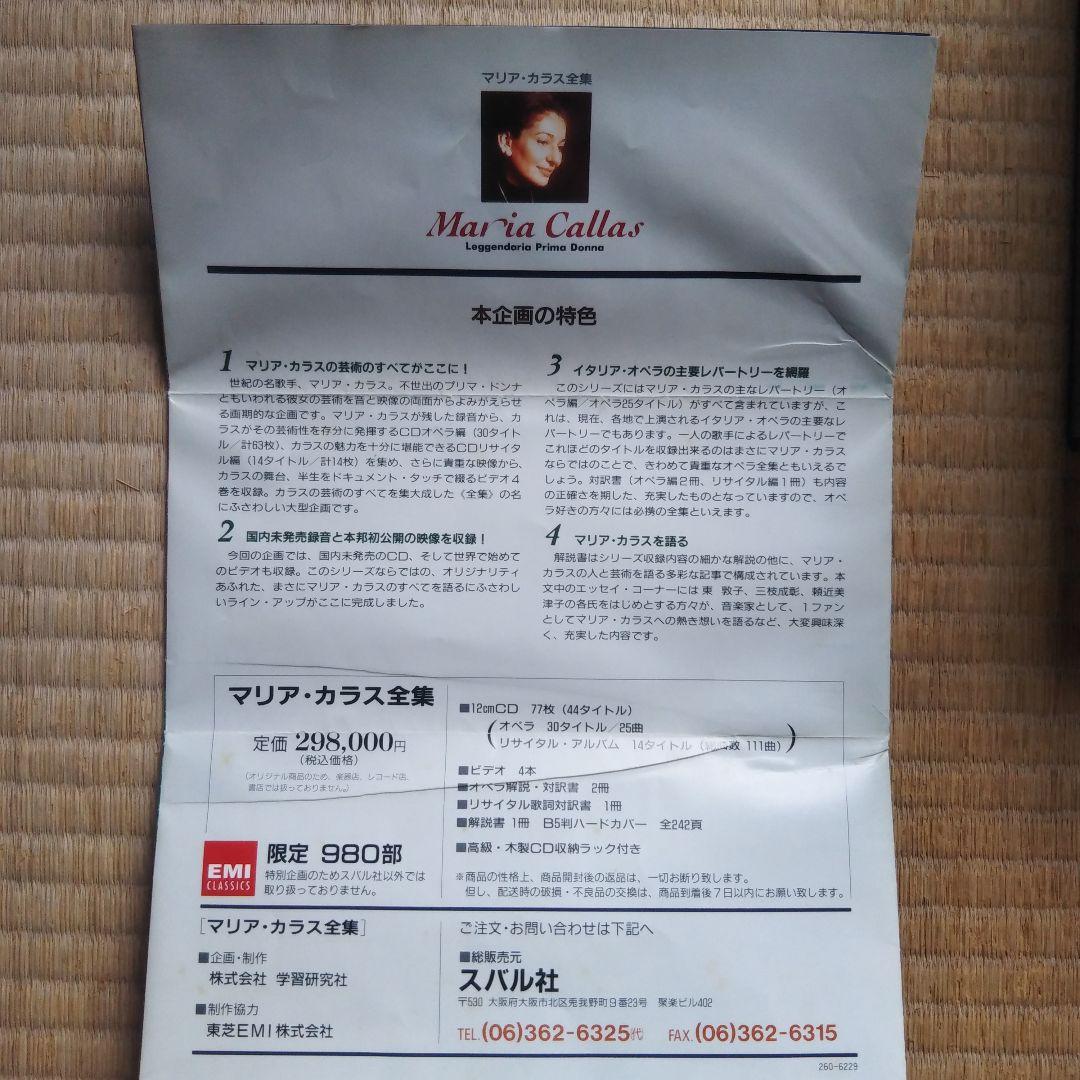 マリア・カラス全集
Maria Callas
Leggendaria Prima Donna
本企画の特色
1 マリア・カラスの芸術のすべてがここに!
世紀の名歌手、マリア・カラス。不世出のプリマ・ドンナ
ともいわれる彼女の芸術を音と映像の両面からよみがえらせ
る画期的な企画です。マリア・カラスが残した録音から、カ
ラスがその芸術性を存分に発揮するCDオペラ編(30タイト
ル/計63枚)、カラスの魅力を十分に堪能できるCDリサイタ
ル編(14タイトル/計14枚)を集め、さらに貴重な映像から、
カラスの舞台、半生をドキュメント・タッチで綴るビデオ4
巻を収録。カラスの芸術のすべてを集大成した〈全集〉の名
にふさわしい大型企画です。
2 国内未発売録音と本邦初公開の映像を収録!
今回の企画では、国内未発売のCD、そして世界で始めて
のビデオも収録。このシリーズならではの、オリジナリティ
あふれた、まさにマリア・カラスのすべてを語るにふさわし
いライン・アップがここに完成しました。
3 イタリア・オペラの主要レパートリーを網羅
このシリーズにはマリア・カラスの主なレパートリー(オ
ペラ編/オペラ25タイトル)がすべて含まれていますが、こ
れは、現在、各地で上演されるイタリア・オペラの主要なレ
パートリーでもあります。一人の歌手によるレパートリーで
これほどのタイトルを収録出来るのはまさにマリア・カラス
ならではのことで、きわめて貴重なオペラ全集ともいえるで
しょう。対訳書(オペラ編2冊、リサイタル編1冊)も内容
の正確さを期した、充実したものとなっていますので、オペ
ラ好きの方々には必携の全集といえます。
4 マリア・カラスを語る
解説書はシリーズ収録内容の細かな解説の他に、マリア・
カラスの人と芸術を語る多彩な記事で構成されています。本
文中のエッセイ・コーナーには東 敦子、三枝成彰、頼近美
津子の各氏をはじめとする方々が、音楽家として、1ファン
としてマリア・カラスへの熱き想いを語るなど、大変興味深
く、充実した内容です。
マリア・カラス全集
定価 298,000円
(税込価格)
(オリジナル商品のため、楽器店、レコード店、
書店では扱っておりません。)
EMI
CLASSICS
限定 980部
特別企画のためスバル社以外では
取り扱っておりません。
■12cmCD 77枚(44タイトル)
(オペラ 30タイトル/25曲
リサイタル・アルバム 14タイトル(数 111曲))
■ビデオ 4本
■オペラ解説・対訳書 2冊
■リサイタル歌詞対訳書 1冊
■解説書 1冊 B5判ハードカバー 全242頁
■高級・木製CD収納ラック付き
※商品の性格上、商品開封後の返品は、一切お断り致します。
但し、配送時の破損・不良品の交換は、商品到着後7日以内にお願い致します。
[マリア・カラス全集]
■企画・制作
株式会社 学習研究社
■制作協力
東芝EMI株式会社
ご注文・お問い合わせは下記へ
■総販売元
スバル社
〒530 大阪府大阪市北区兎我野町9番23号 聚楽ビル402
TEL.(06)362-6325㈹ FAX.(06)362-6315
260-6229